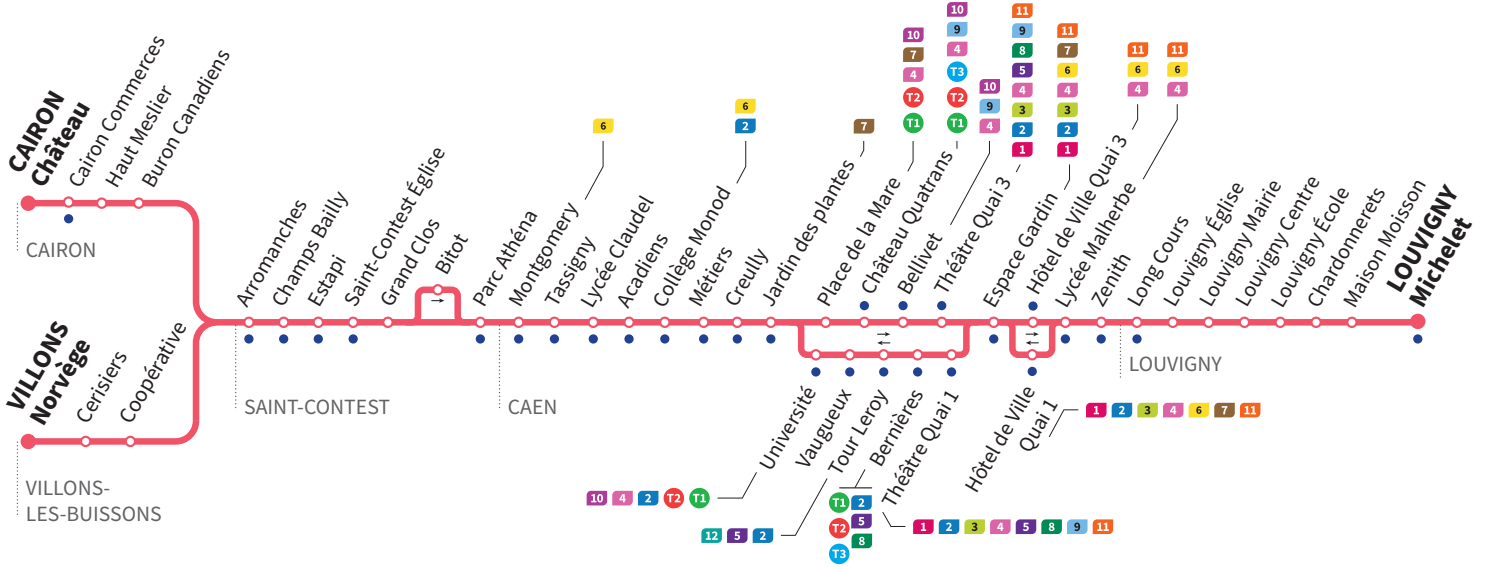 CAIRON
Château
Cairon Commerces
Haut Meslier
Buron Canadiens
CAIRON
VILLONS
Norvège
Cerisiers
Coopérative
VILLONS-
LES-BUISSONS
Arromanches
Champs Bailly
Estapi
Saint-Contest Église
Grand Clos
→
Bitot
SAINT-CONTEST
Parc Athéna
Montgomery
6
Tassigny
Lycée Claudel
Acadiens
Collège Monod
6
2
Métiers
Creully
Jardin des plantes
7
CAEN
Place de la Mare
10
7
4
T2
T1
Château Quatrans
10
9
4
T3
T2
T1
Bellivet
10
9
4
Théâtre Quai 3
11
9
8
5
4
3
2
1
→
←
Université
10 4 2 T2 T1
Vaugueux
Tour Leroy
12 5 2
Bernières
T1 2
T2 5
T3 8
Théâtre Quai 1
1 2 3 4 5 8 9 11
Espace Gardin
11
7
6
4
3
2
1
Hôtel de Ville Quai 3
11
6
4
→
←
Hôtel de Ville
Quai 1
1 2 3 4 6 7 11
Lycée Malherbe
11
6
4
Zenith
Long Cours
Louvigny Église
Louvigny Mairie
Louvigny Centre
Louvigny École
Chardonnerets
Maison Moisson
LOUVIGNY
Michelet
LOUVIGNY